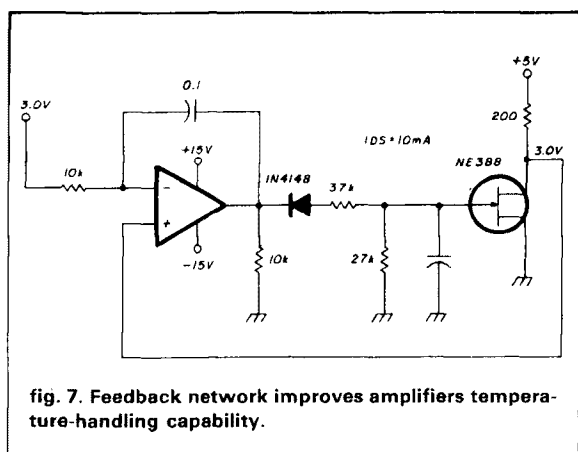 +5V
0.1
3.0V
200
IDS=10mA
3.0V
+15V
1N4148
NE388
10k
37k
-
+
-15V
10k
27k
fig. 7. Feedback network improves amplifiers tempera-
ture-handling capability.